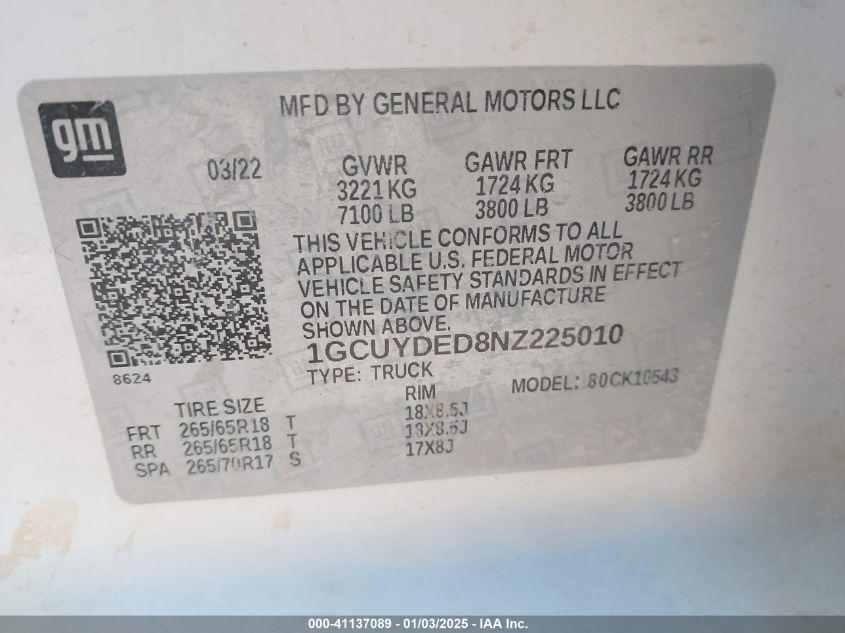 gm
MFD BY GENERAL MOTORS LLC
03/22 GVWR GAWR FRT GAWR RR
3221 KG 1724 KG 1724 KG
7100 LB 3800 LB 3800 LB
THIS VEHICLE CONFORMS TO ALL
APPLICABLE U.S. FEDERAL MOTOR
VEHICLE SAFETY STANDARDS IN EFFECT
ON THE DATE OF MANUFACTURE
SHOWN ABOVE.
1GCUYDED8NZ225010
8624
TYPE: TRUCK
MODEL: 80CK10543
TIRE SIZE RIM
FRT 265/65R18 T 18X8.5J
RR 265/65R18 T 18X8.5J
SPA 265/70R17 S 17X8J
000-41137089 - 01/03/2025 - IAA Inc.